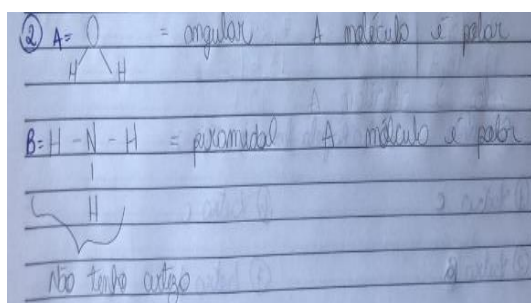 ② A= O = angular A molécula é polar
H H
B= H - N - H = piramidal A molécula é polar
|
H
Não tenho certeza